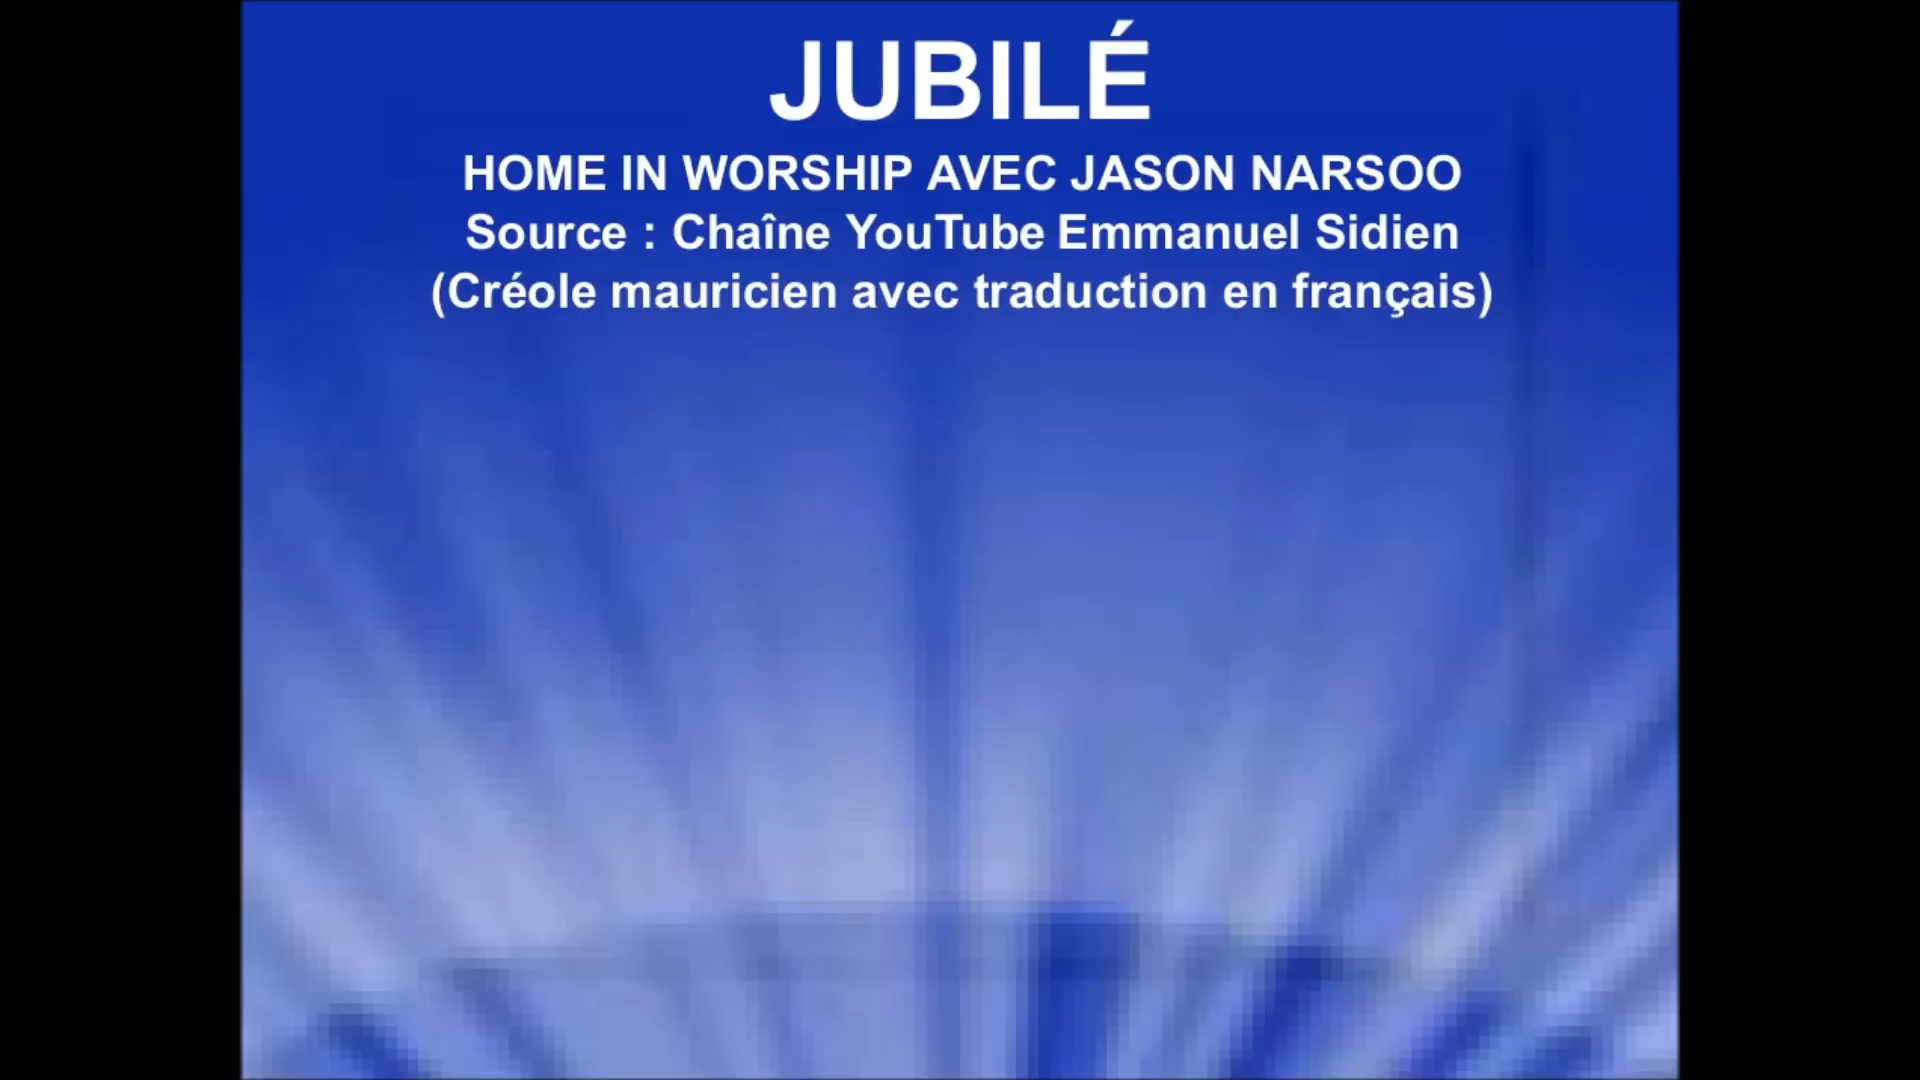 JUBILÉ
HOME IN WORSHIP AVEC JASON NARSOO
Source : Chaîne YouTube Emmanuel Sidien
(Créole mauricien avec traduction en français)